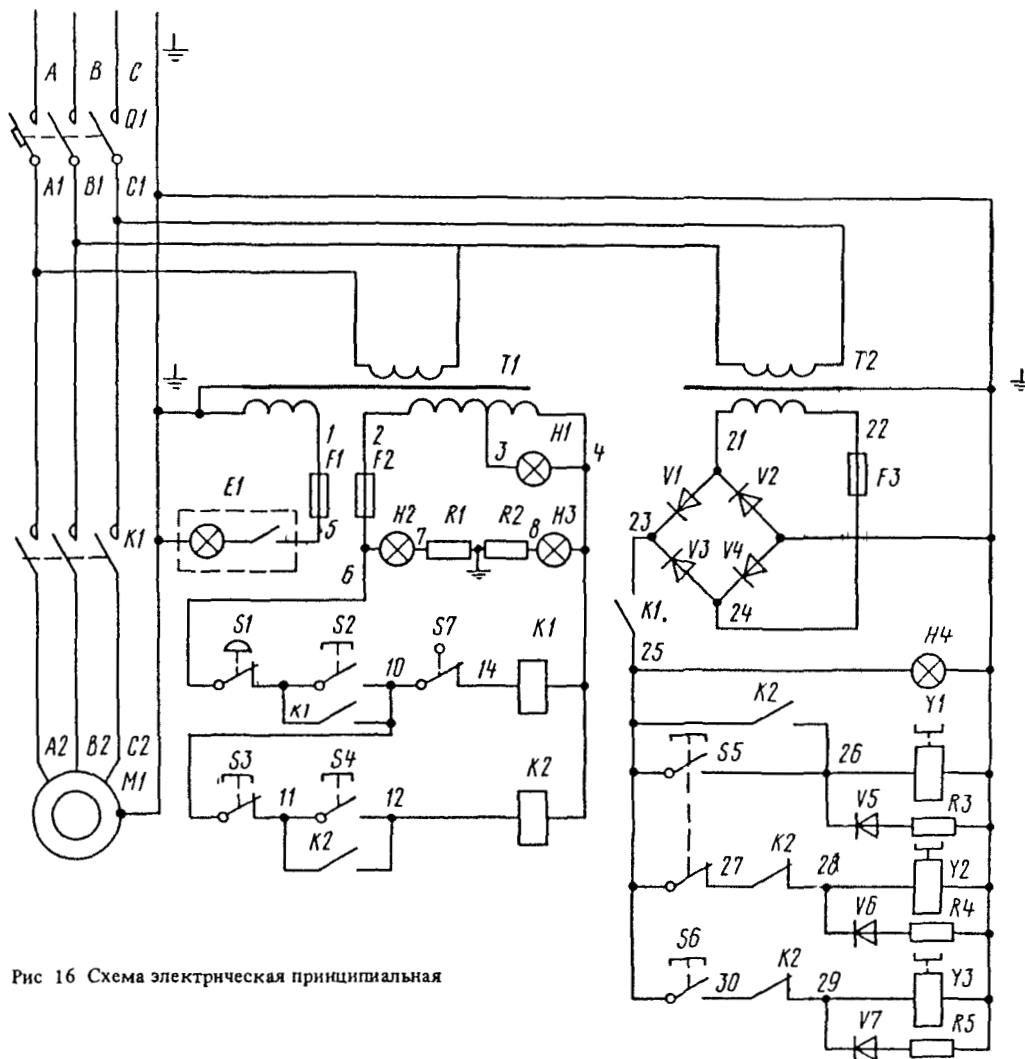 A B C
Q1
A1 B1 C1
T1
T2
1
2
3
H1
4
21
22
F1
F2
F3
V1
V2
E1
5
H2
7
R1
R2
8
H3
23
V3
V4
K1
6
24
K1.
S1
S2
S7
K1
25
H4
10
14
K1
K2
Y1
A2 B2 C2
S5
26
M1
S3
S4
K2
V5
R3
11
12
K2
27
K2
28
Y2
V6
R4
S6
K2
30
29
Y3
V7
R5
Рис 16 Схема электрическая принципиальная